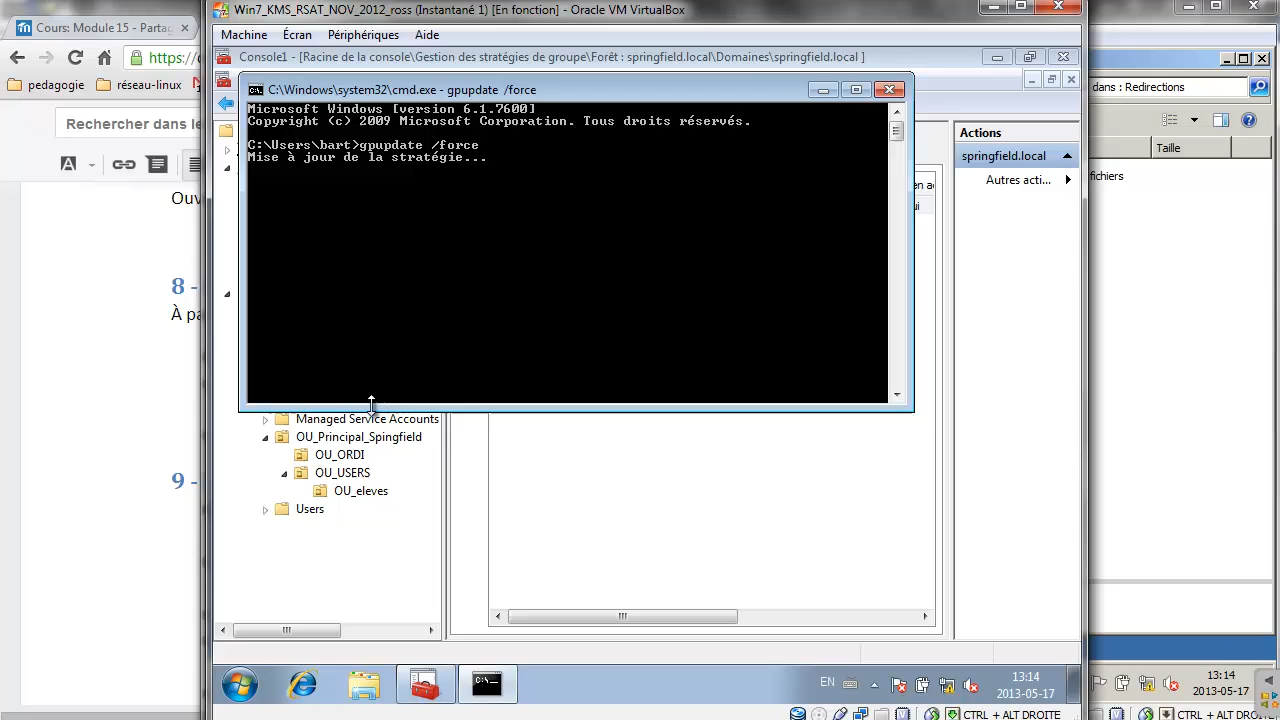 Win7_KMS_RSAT_NOV_2012_ross (Instantané 1) [En fonction] - Oracle VM VirtualBox
Cours: Module 15 - Partag
Machine Écran Périphériques Aide
https://
Console1 - [Racine de la console\Gestion des stratégies de groupe\Forêt : springfield.local\Domaines\springfield.local ]
pedagogie
réseau-linux
dans : Redirections
C:\Windows\system32\cmd.exe - gpupdate /force
Microsoft Windows [version 6.1.7600]
Copyright (c) 2009 Microsoft Corporation. Tous droits réservés.
C:\Users\bart>gpupdate /force
Mise à jour de la stratégie...
Rechercher dans le
Actions
Taille
springfield.local
fichiers
Autres acti...
en a
ui
A
Ouv
8 -
À pa
9 -
Managed Service Accounts
OU_Principal_Spingfield
OU_ORDI
OU_USERS
OU_eleves
Users
EN
13:14
2013-05-17
13:14
2013-05-17
CTRL + ALT DROITE
CTRL + ALT DROITE